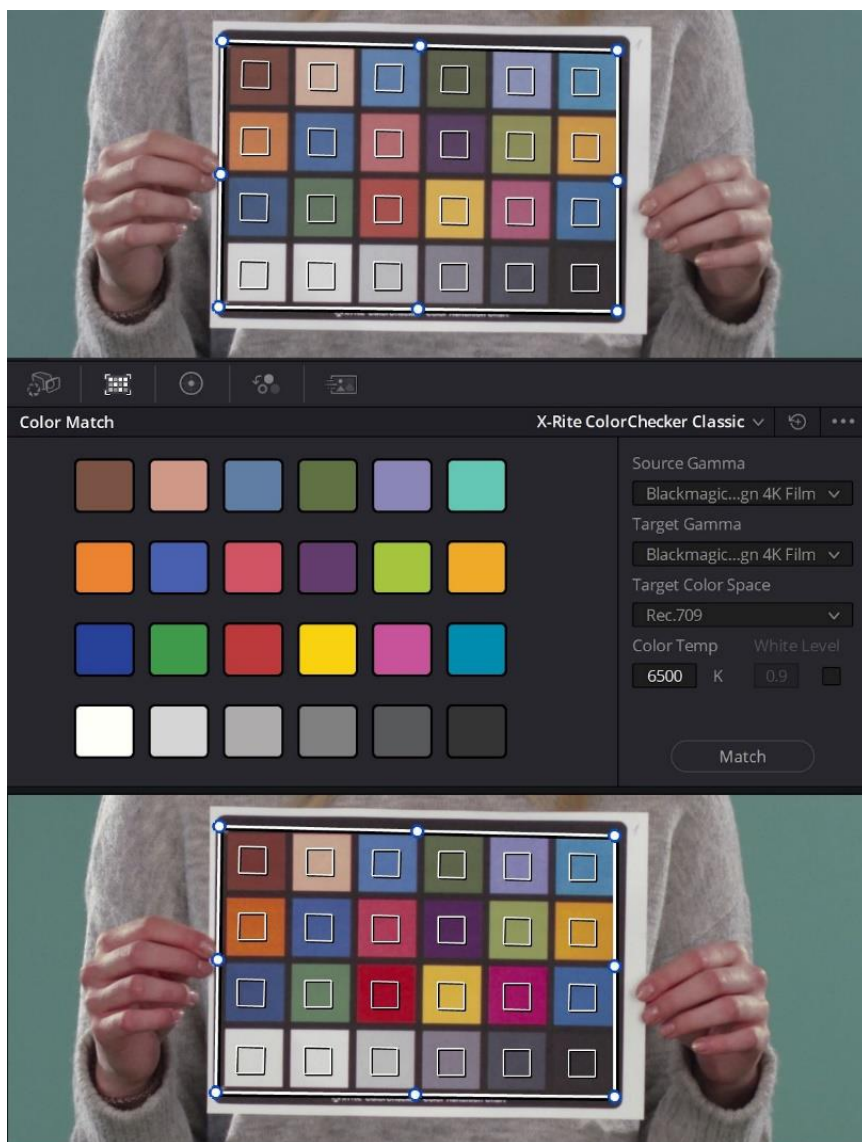 Color Match
X-Rite ColorChecker Classic
Source Gamma
Blackmagic...gn 4K Film
Target Gamma
Blackmagic...gn 4K Film
Target Color Space
Rec.709
Color Temp White Level
6500 K 0.9
Match